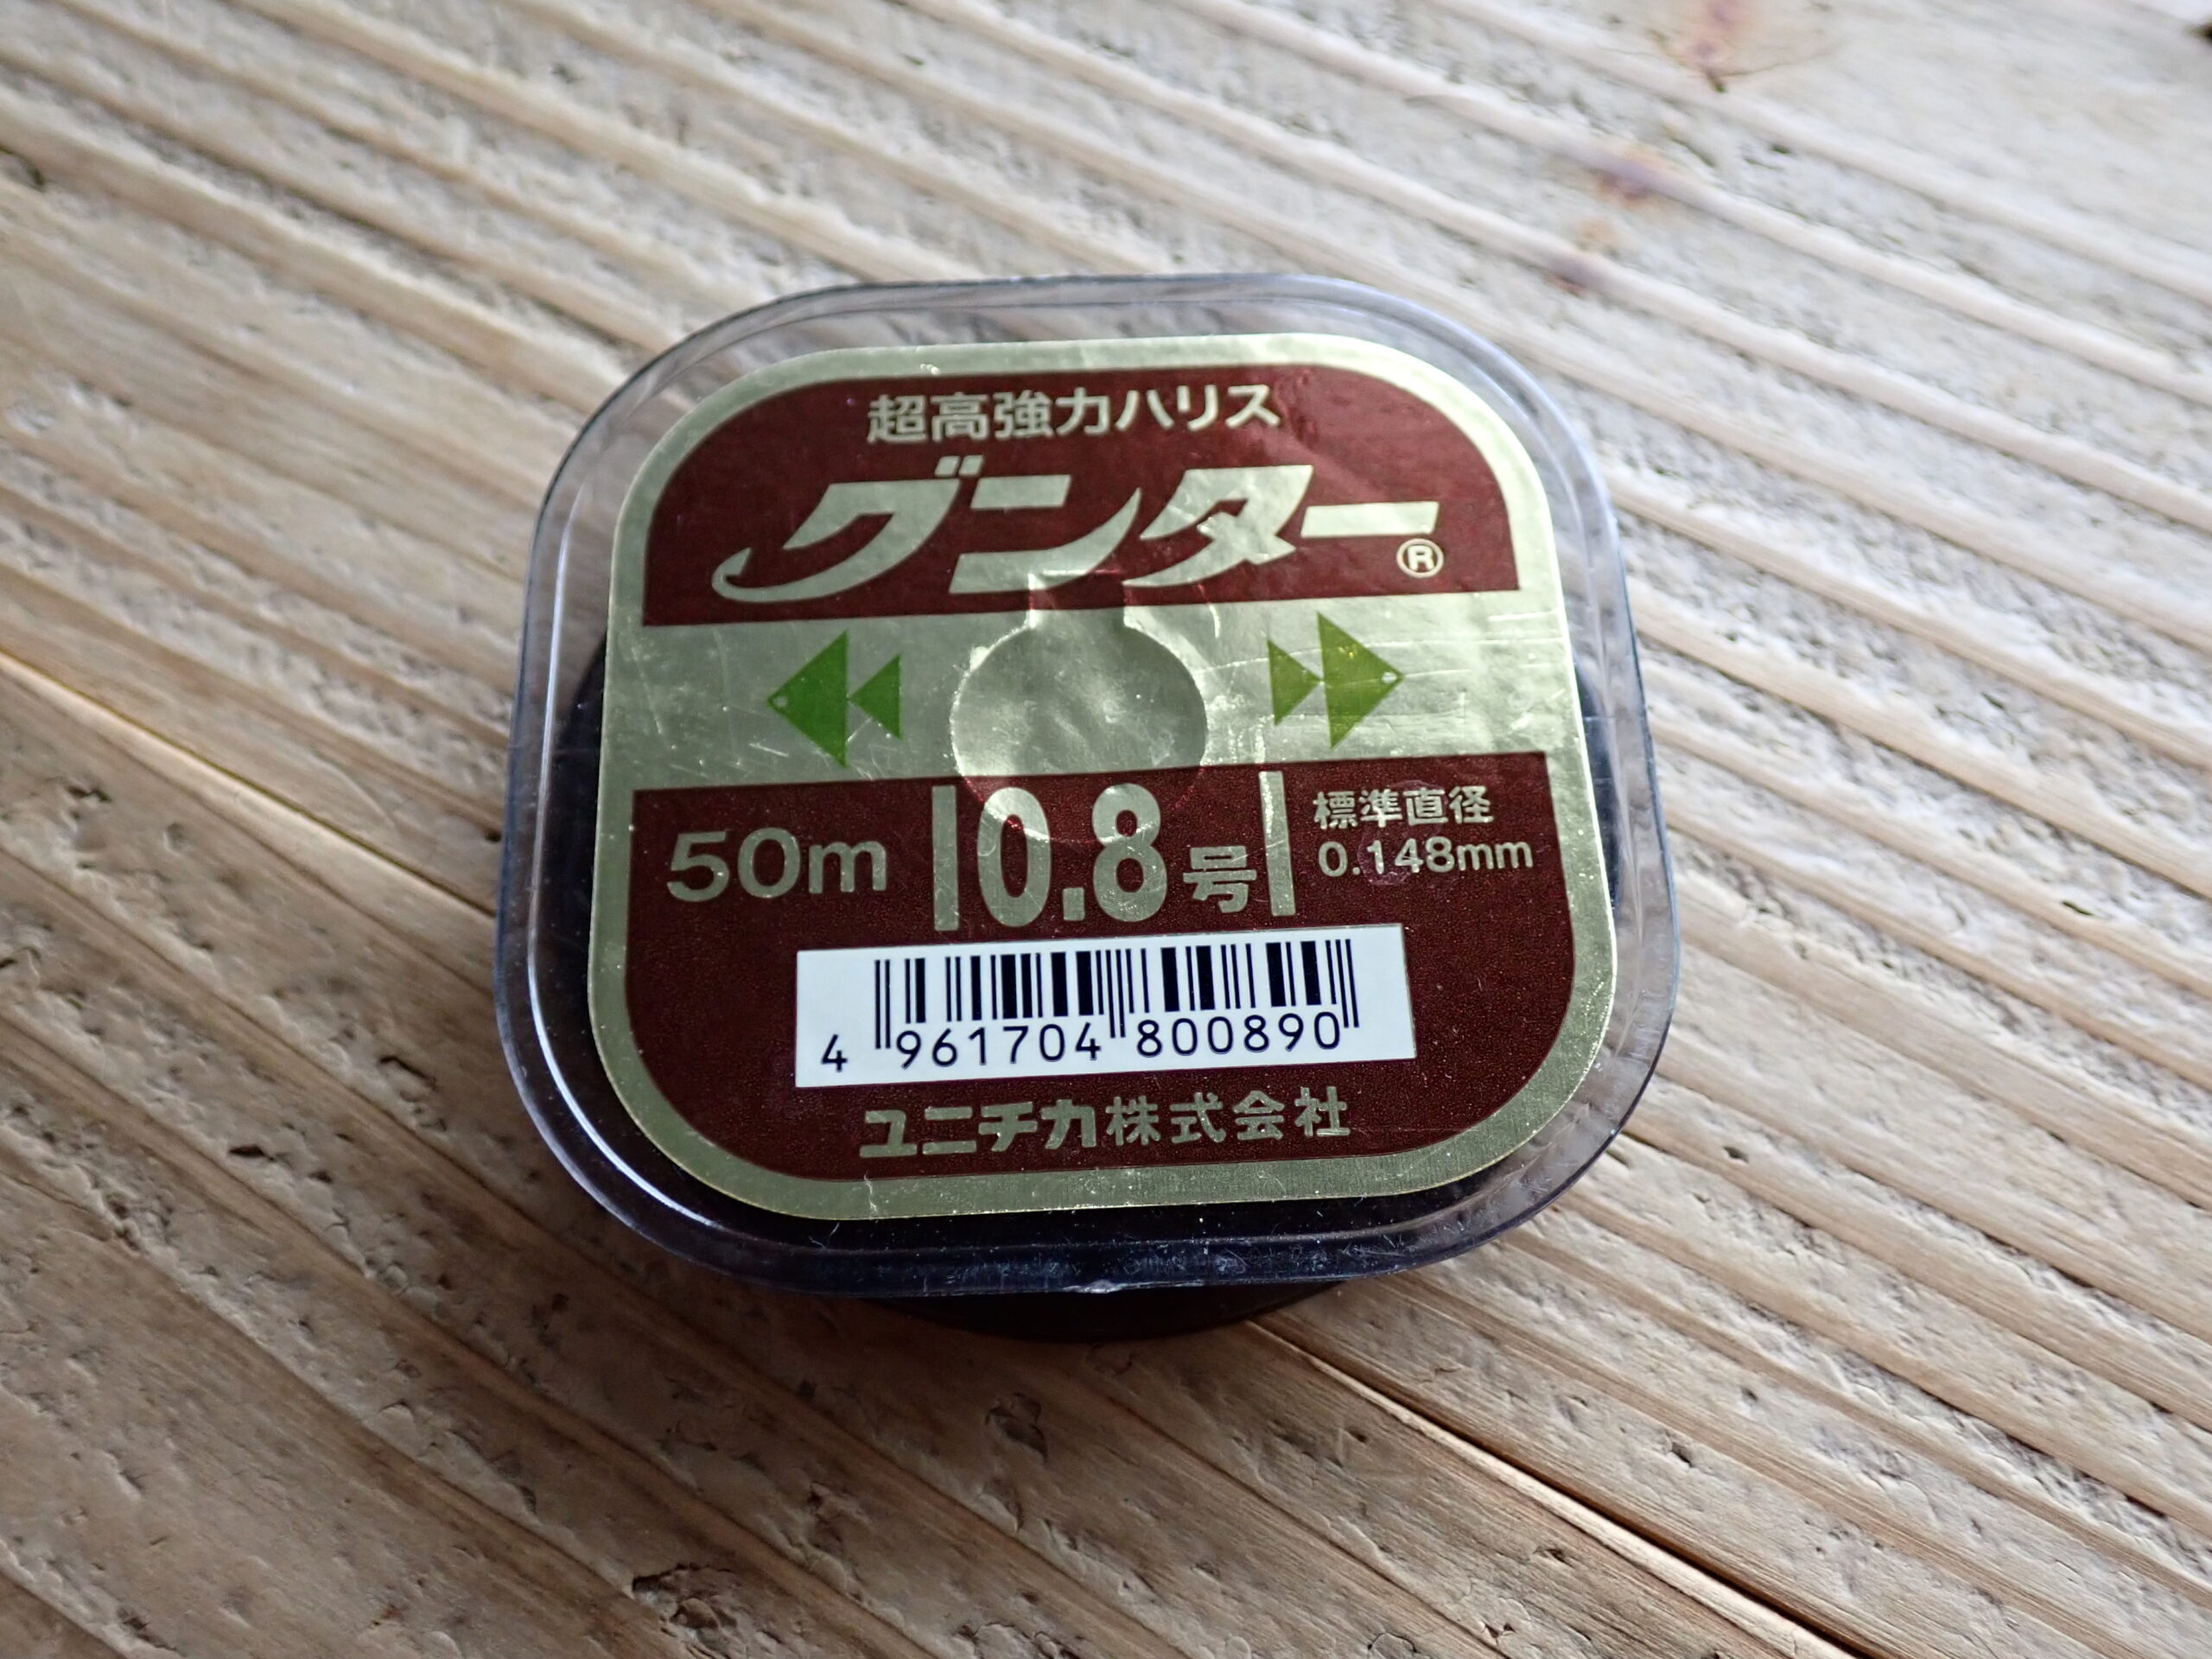 超高強力ハリス
グンター®
50m 0.8号 標準直径
0.148mm
4 961704 800890
ユニチカ株式会社